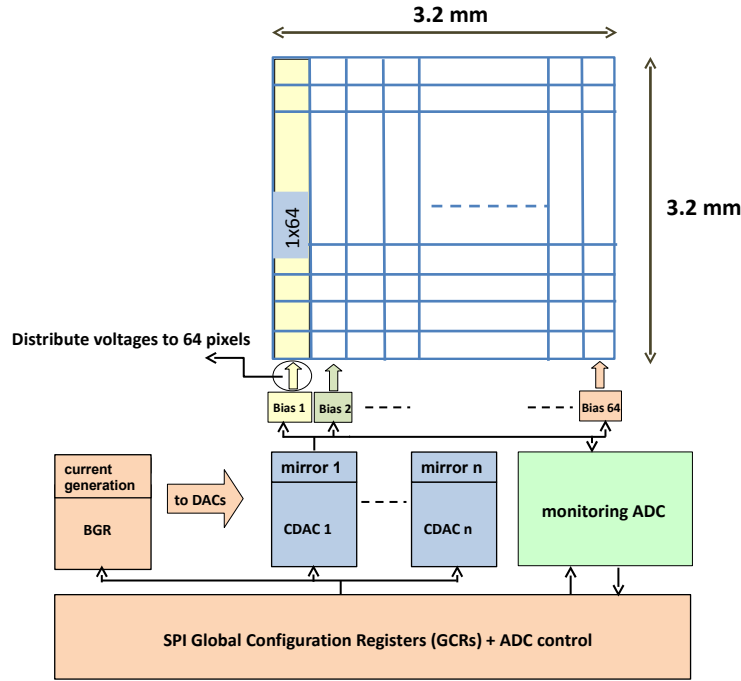 3.2 mm
3.2 mm
1x64
Distribute voltages to 64 pixels
Bias 1
Bias 2
Bias 64
current
generation
BGR
to DACs
mirror 1
CDAC 1
mirror n
CDAC n
monitoring ADC
SPI Global Configuration Registers (GCRs) + ADC control